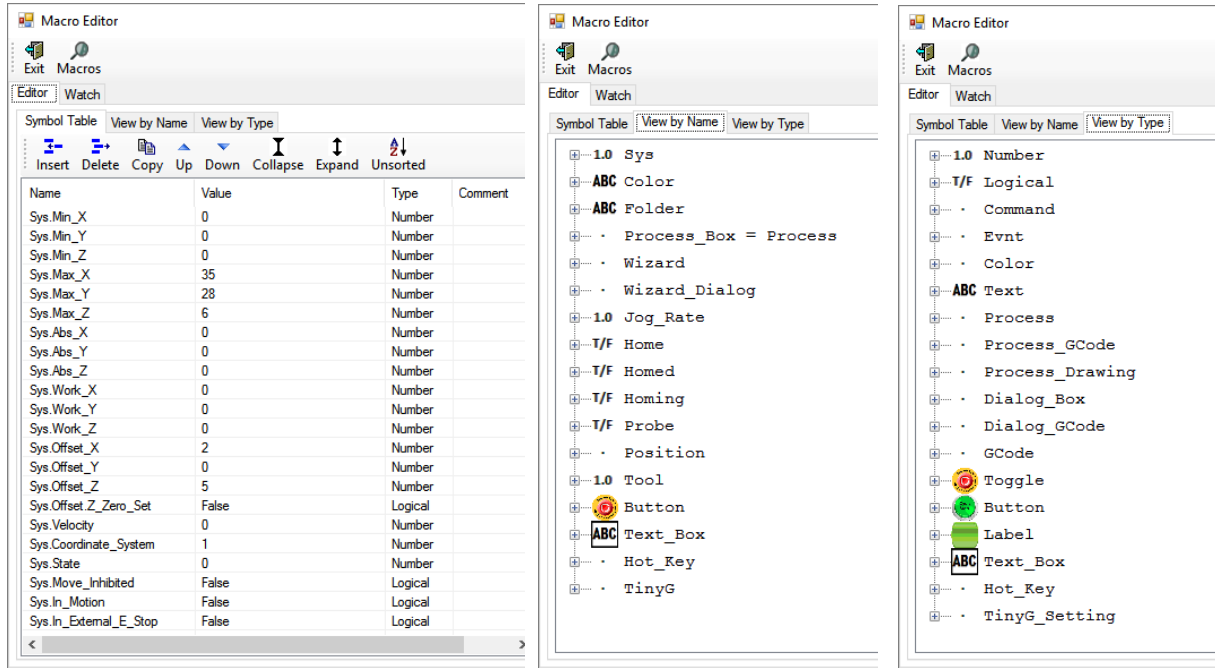 Macro Editor
Exit Macros
Editor Watch
Symbol Table View by Name View by Type
Insert Delete Copy Up Down Collapse Expand Unsorted
Name Value Type Comment
Sys.Min_X 0 Number
Sys.Min_Y 0 Number
Sys.Min_Z 0 Number
Sys.Max_X 35 Number
Sys.Max_Y 28 Number
Sys.Max_Z 6 Number
Sys.Abs_X 0 Number
Sys.Abs_Y 0 Number
Sys.Abs_Z 0 Number
Sys.Work_X 0 Number
Sys.Work_Y 0 Number
Sys.Work_Z 0 Number
Sys.Offset_X 2 Number
Sys.Offset_Y 0 Number
Sys.Offset_Z 5 Number
Sys.Offset.Z_Zero_Set False Logical
Sys.Velocity 0 Number
Sys.Coordinate_System 1 Number
Sys.State 0 Number
Sys.Move_Inhibited False Logical
Sys.In_Motion False Logical
Sys.In_External_E_Stop False Logical
Macro Editor
Exit Macros
Editor Watch
Symbol Table View by Name View by Type
1.0 Sys
ABC Color
ABC Folder
Process_Box = Process
Wizard
Wizard_Dialog
1.0 Jog_Rate
T/F Home
T/F Homed
T/F Homing
T/F Probe
Position
1.0 Tool
Button
ABC Text_Box
Hot_Key
TinyG
Macro Editor
Exit Macros
Editor Watch
Symbol Table View by Name View by Type
1.0 Number
T/F Logical
Command
Evnt
Color
ABC Text
Process
Process_GCode
Process_Drawing
Dialog_Box
Dialog_GCode
GCode
Toggle
Button
Label
ABC Text_Box
Hot_Key
TinyG_Setting